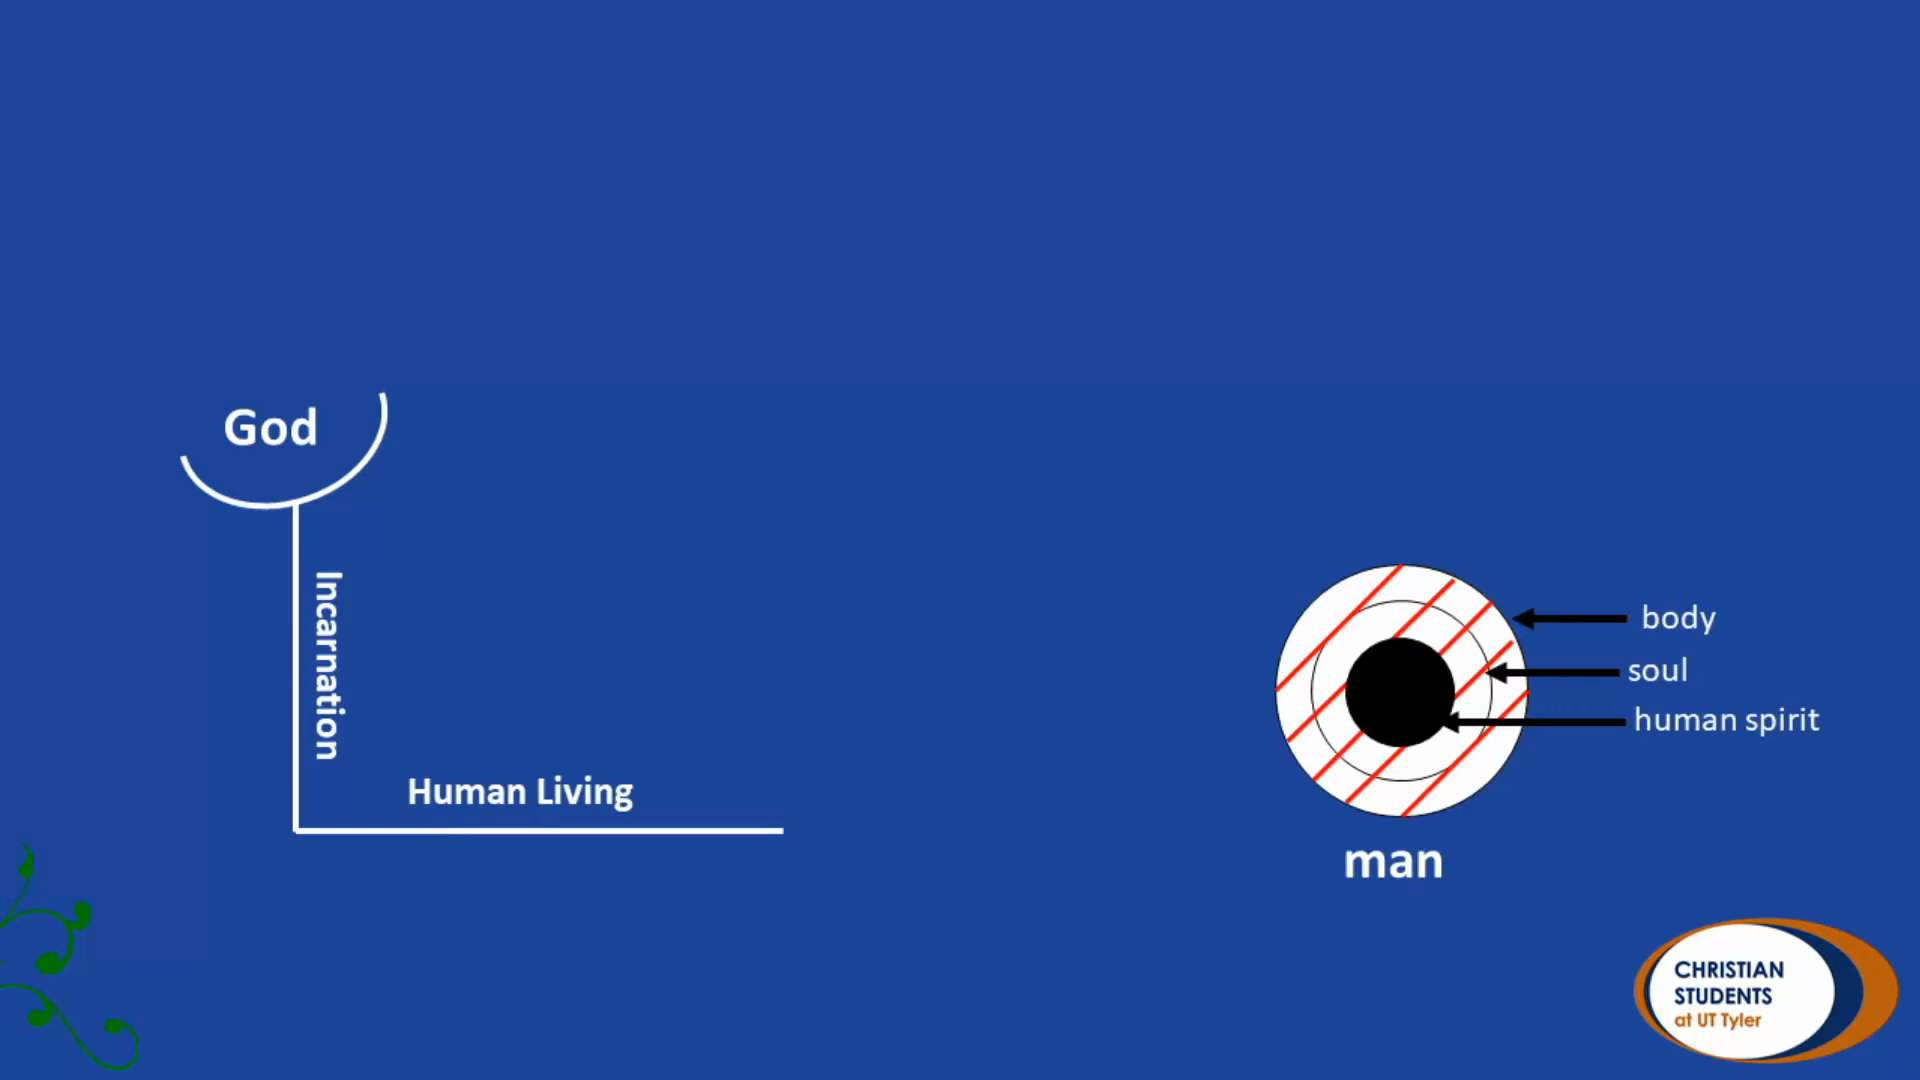 God
Incarnation
Human Living
body
soul
human spirit
man
CHRISTIAN
STUDENTS
at UT Tyler